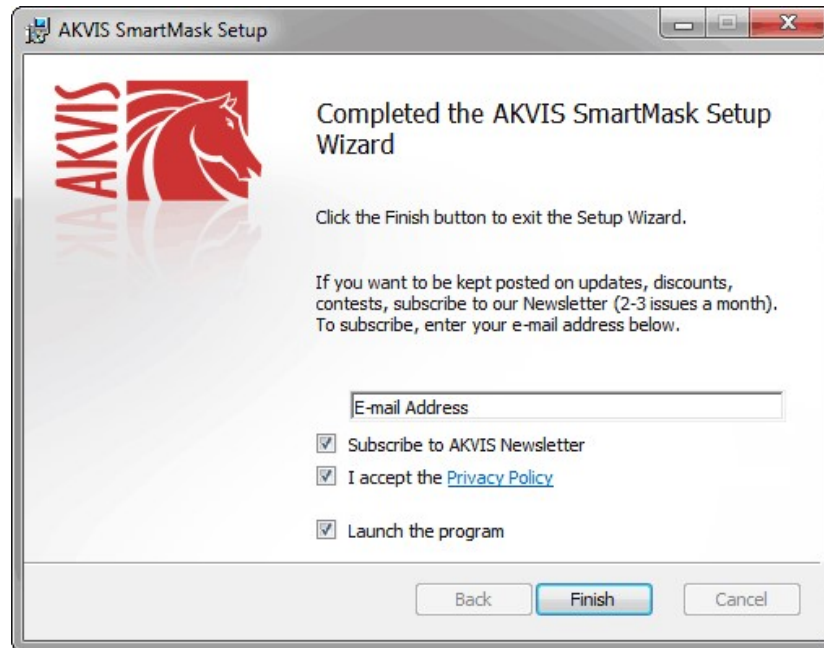 AKVIS SmartMask Setup
AKVIS
Completed the AKVIS SmartMask Setup
Wizard
Click the Finish button to exit the Setup Wizard.
If you want to be kept posted on updates, discounts,
contests, subscribe to our Newsletter (2-3 issues a month).
To subscribe, enter your e-mail address below.
E-mail Address
Subscribe to AKVIS Newsletter
I accept the Privacy Policy
Launch the program
Back Finish Cancel